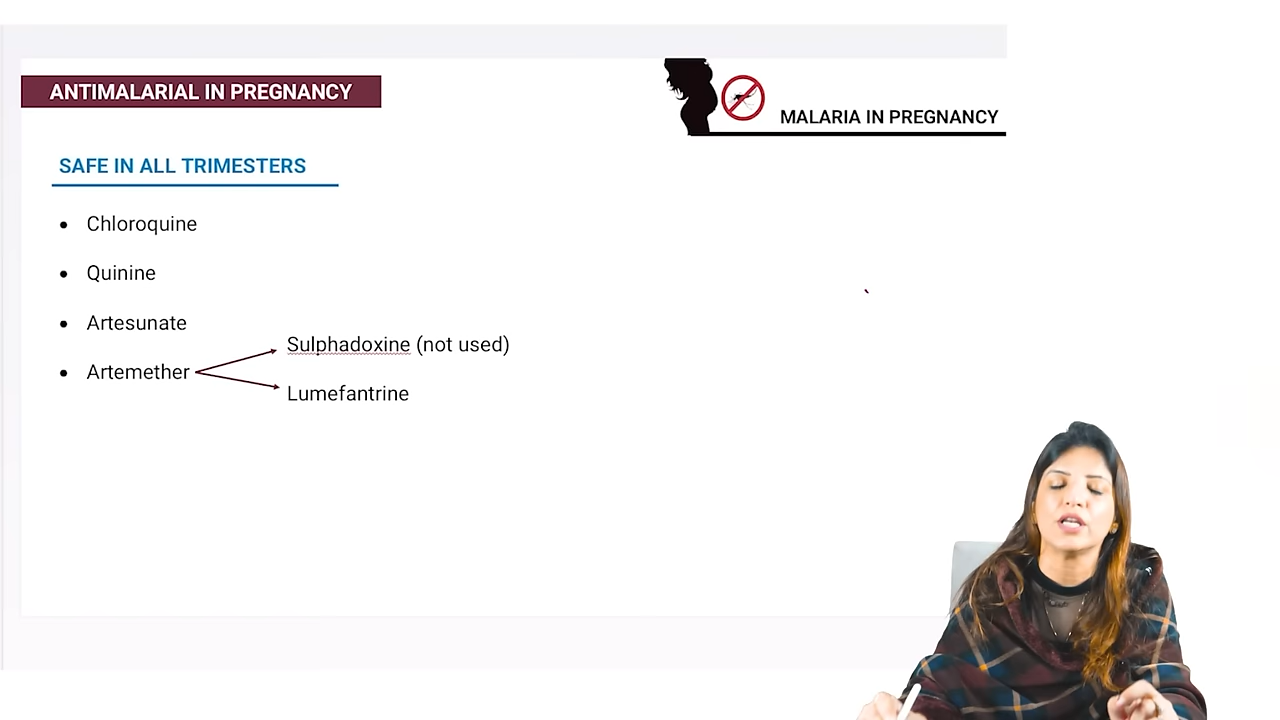 ANTIMALARIAL IN PREGNANCY
MALARIA IN PREGNANCY
SAFE IN ALL TRIMESTERS
• Chloroquine
• Quinine
• Artesunate
Sulphadoxine (not used)
• Artemether
Lumefantrine